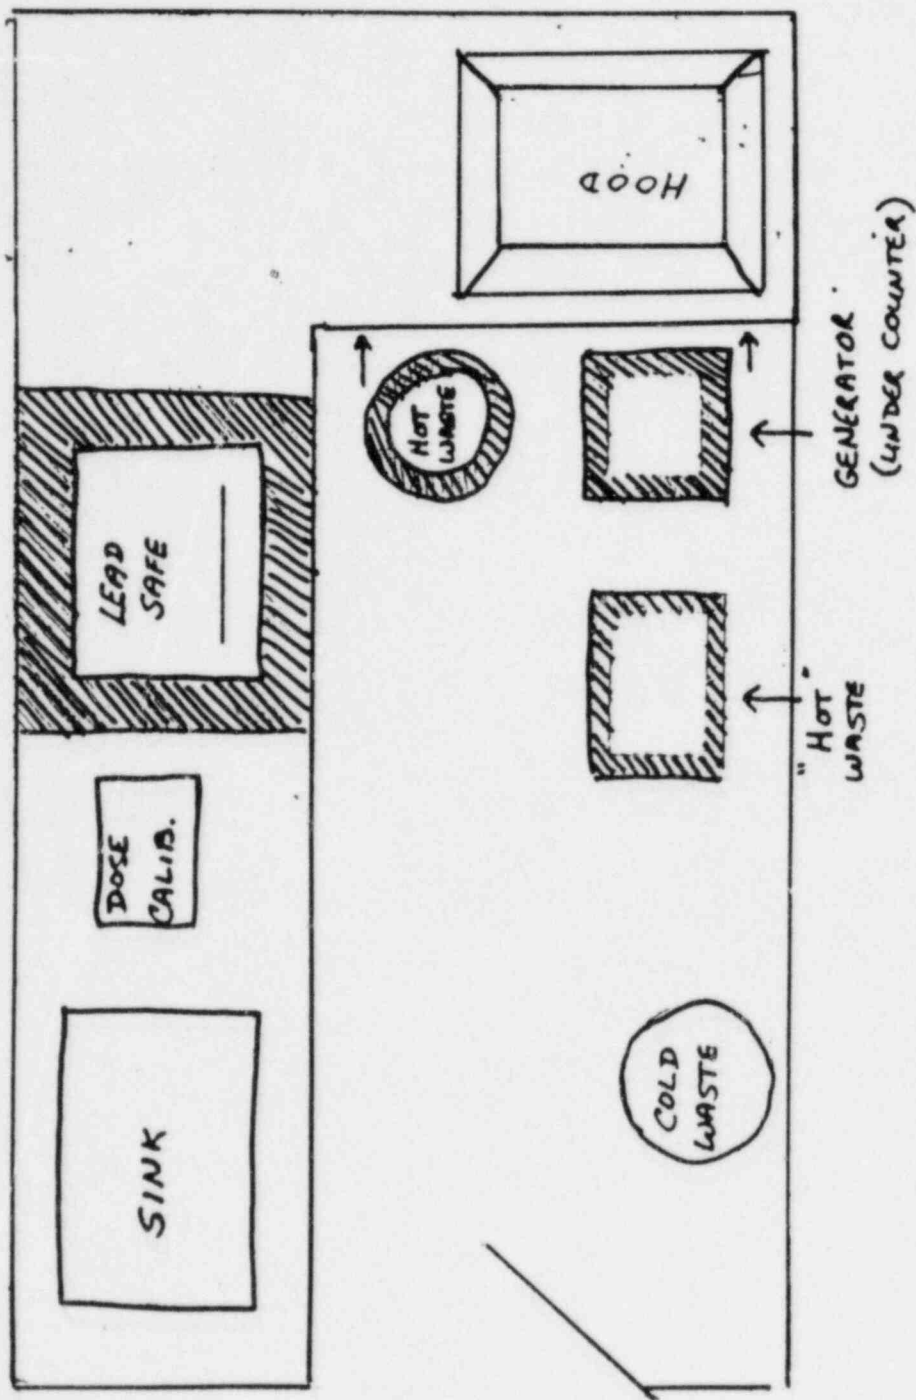 SINK
DOSE
CALIB.
LEAD
SAFE
HOOD
HOT
WASTE
COLD
WASTE
"HOT"
WASTE
GENERATOR
(UNDER COUNTER)